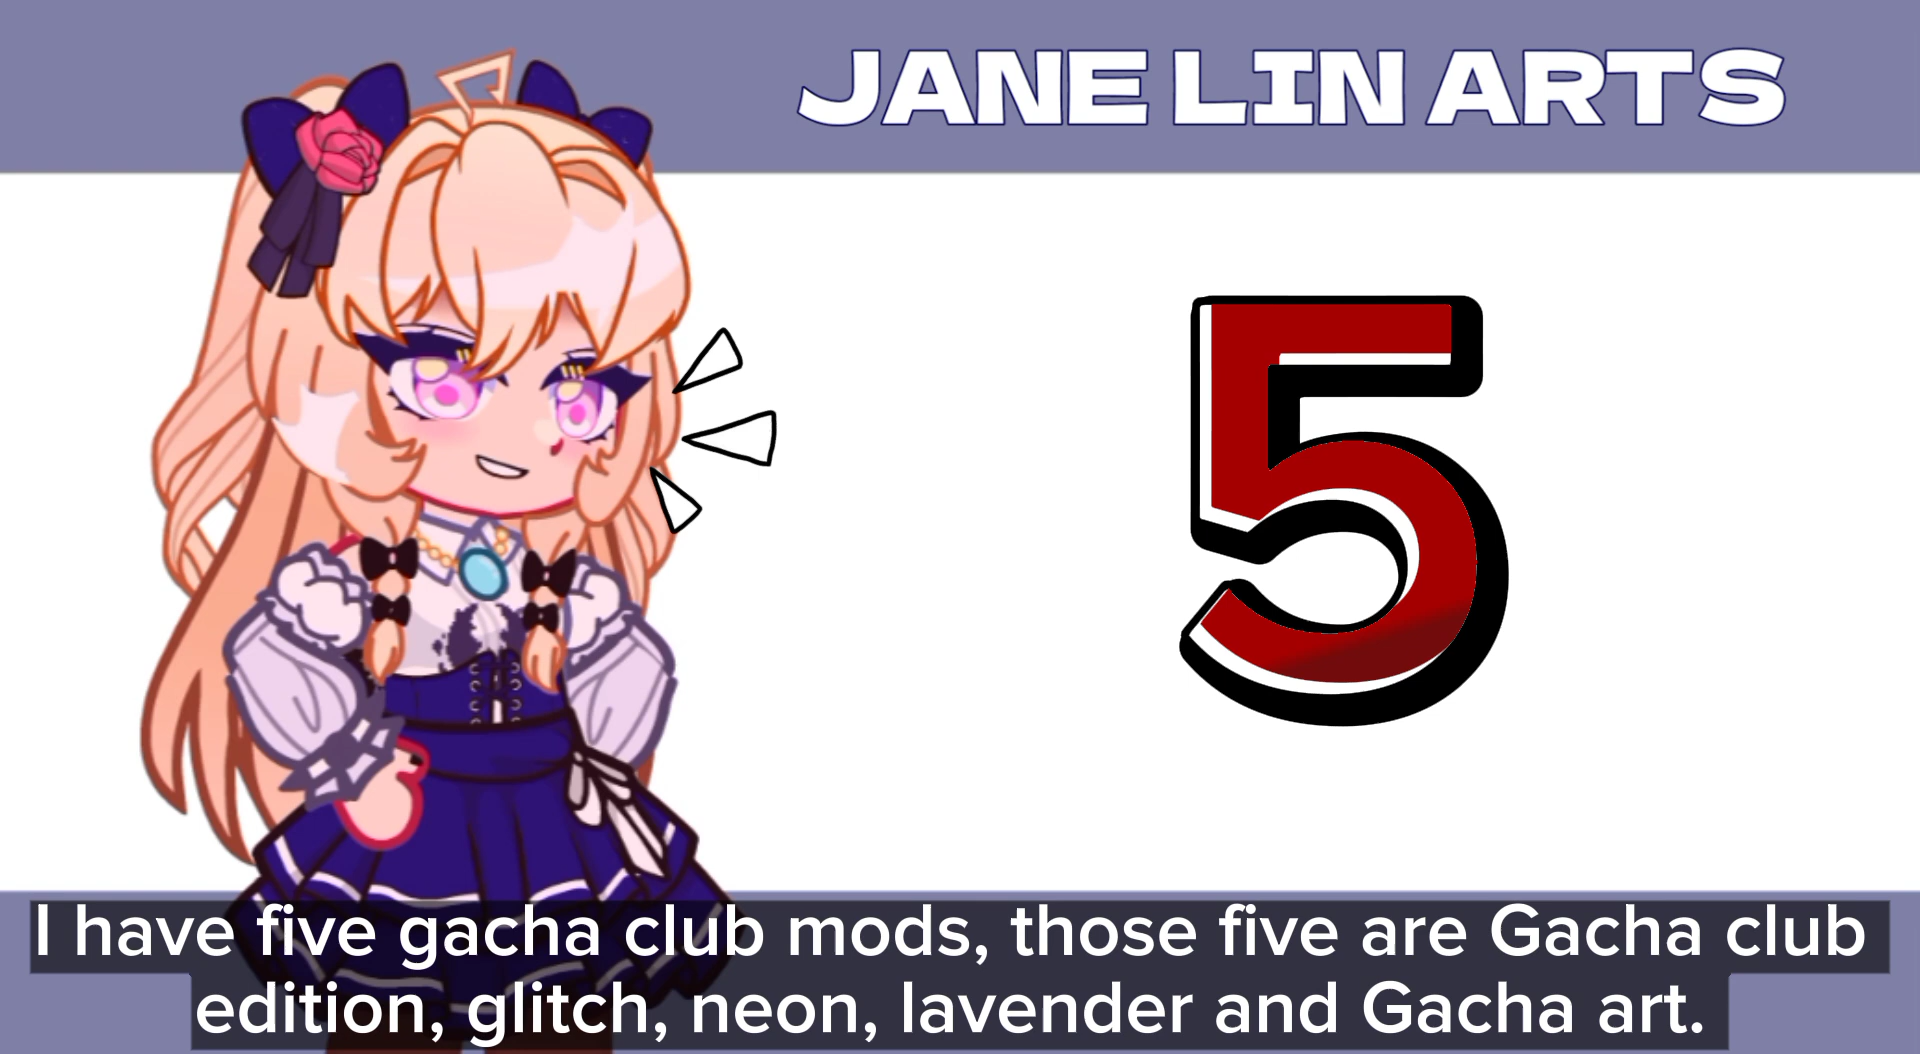 JANE LIN ARTS
5
I have five gacha club mods, those five are Gacha club
edition, glitch, neon, lavender and Gacha art.